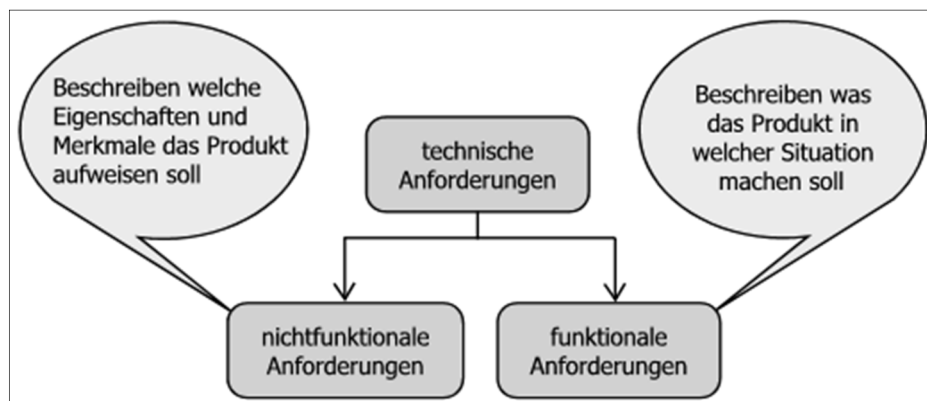 Beschreiben welche
Eigenschaften und
Merkmale das Produkt
aufweisen soll
Beschreiben was
das Produkt in
welcher Situation
machen soll
technische
Anforderungen
nichtfunktionale
Anforderungen
funktionale
Anforderungen